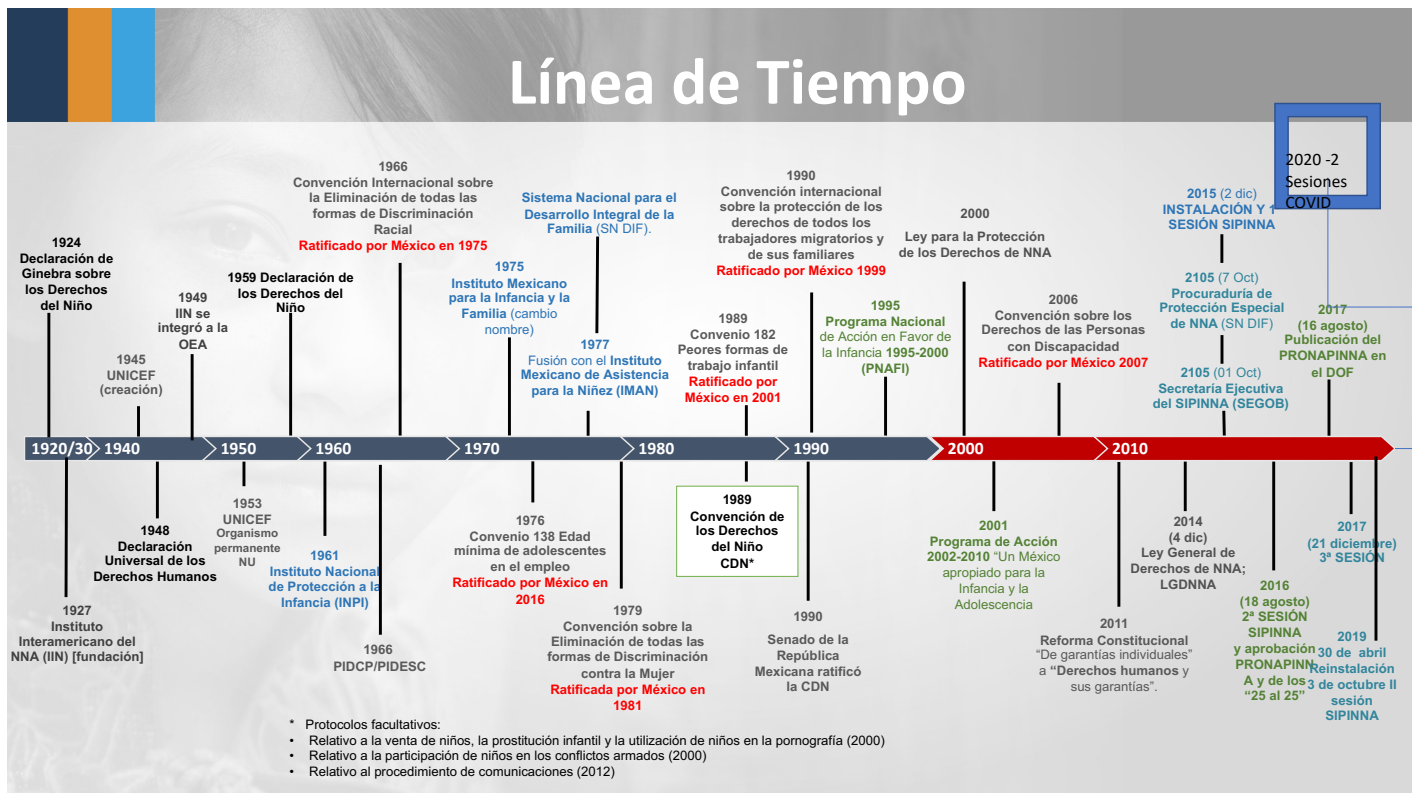 Línea de Tiempo
2020 -2
Sesiones
COVID
1924
Declaración de
Ginebra sobre
los Derechos
del Niño
1945
UNICEF
(creación)
1949
IIN se
integró a la
OEA
1959 Declaración de
los Derechos del
Niño
1966
Convención Internacional sobre
la Eliminación de todas las
formas de Discriminación
Racial
Ratificado por México en 1975
1975
Instituto Mexicano
para la Infancia y la
Familia (cambio
nombre)
Sistema Nacional para el
Desarrollo Integral de la
Familia (SN DIF).
1977
Fusión con el Instituto
Mexicano de Asistencia
para la Niñez (IMAN)
1989
Convenio 182
Peores formas de
trabajo infantil
Ratificado por
México en 2001
1990
Convención internacional
sobre la protección de los
derechos de todos los
trabajadores migratorios y
de sus familiares
Ratificado por México 1999
1995
Programa Nacional
de Acción en Favor de
la Infancia 1995-2000
(PNAFI)
2000
Ley para la Protección
de los Derechos de NNA
2006
Convención sobre los
Derechos de las Personas
con Discapacidad
Ratificado por México 2007
2015 (2 dic)
INSTALACIÓN Y 1
SESIÓN SIPINNA
2105 (7 Oct)
Procuraduría de
Protección Especial
de NNA (SN DIF)
2105 (01 Oct)
Secretaría Ejecutiva
del SIPINNA (SEGOB)
2017
(16 agosto)
Publicación del
PRONAPINNA en
el DOF
1920/30 1940 1950 1960 1970 1980 1990 2000 2010
1927
Instituto
Interamericano del
NNA (IIN) [fundación]
1948
Declaración
Universal de los
Derechos Humanos
1953
UNICEF
Organismo
permanente
NU
1961
Instituto Nacional
de Protección a la
Infancia (INPI)
1966
PIDCP/PIDESC
1976
Convenio 138 Edad
mínima de adolescentes
en el empleo
Ratificado por México en
2016
1979
Convención sobre la
Eliminación de todas las
formas de Discriminación
contra la Mujer
Ratificada por México en
1981
1989
Convención de
los Derechos
del Niño
CDN*
1990
Senado de la
República
Mexicana ratificó
la CDN
2001
Programa de Acción
2002-2010 “Un México
apropiado para la
Infancia y la
Adolescencia
2011
Reforma Constitucional
“De garantías individuales”
a “Derechos humanos y
sus garantías”.
2014
(4 dic)
Ley General de
Derechos de NNA;
LGDNNA
2016
(18 agosto)
2ª SESIÓN
SIPINNA
y aprobación
PRONAPINN
A y de los
“25 al 25”
2017
(21 diciembre)
3ª SESIÓN
2019
30 de abril
Reinstalación
3 de octubre II
sesión
SIPINNA
* Protocolos facultativos:
• Relativo a la venta de niños, la prostitución infantil y la utilización de niños en la pornografía (2000)
• Relativo a la participación de niños en los conflictos armados (2000)
• Relativo al procedimiento de comunicaciones (2012)